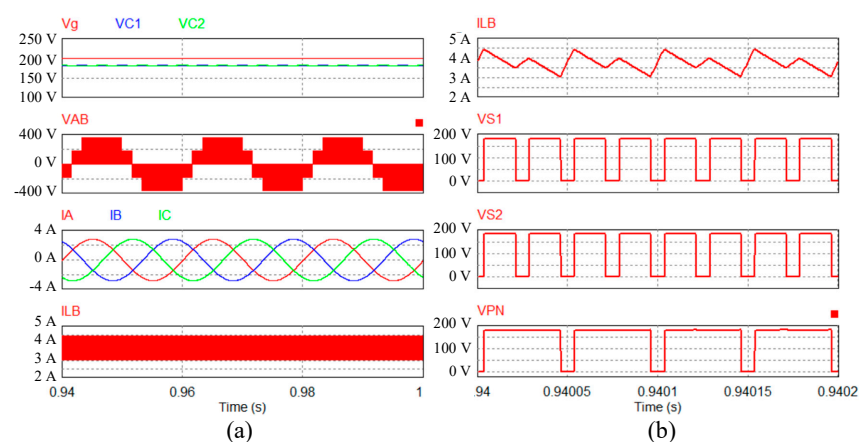 Vg VC1 VC2
250 V
200 V
150 V
100 V
VAB
400 V
0 V
-400 V
IA IB IC
4 A
0 A
-4 A
ILB
5 A
4 A
3 A
2 A
0.94 0.96 0.98 1
Time (s)
(a)
ILB
5 A
4 A
3 A
2 A
VS1
200 V
100 V
0 V
VS2
200 V
100 V
0 V
VPN
200 V
100 V
0 V
.94 0.94005 0.9401 0.94015 0.9402
Time (s)
(b)